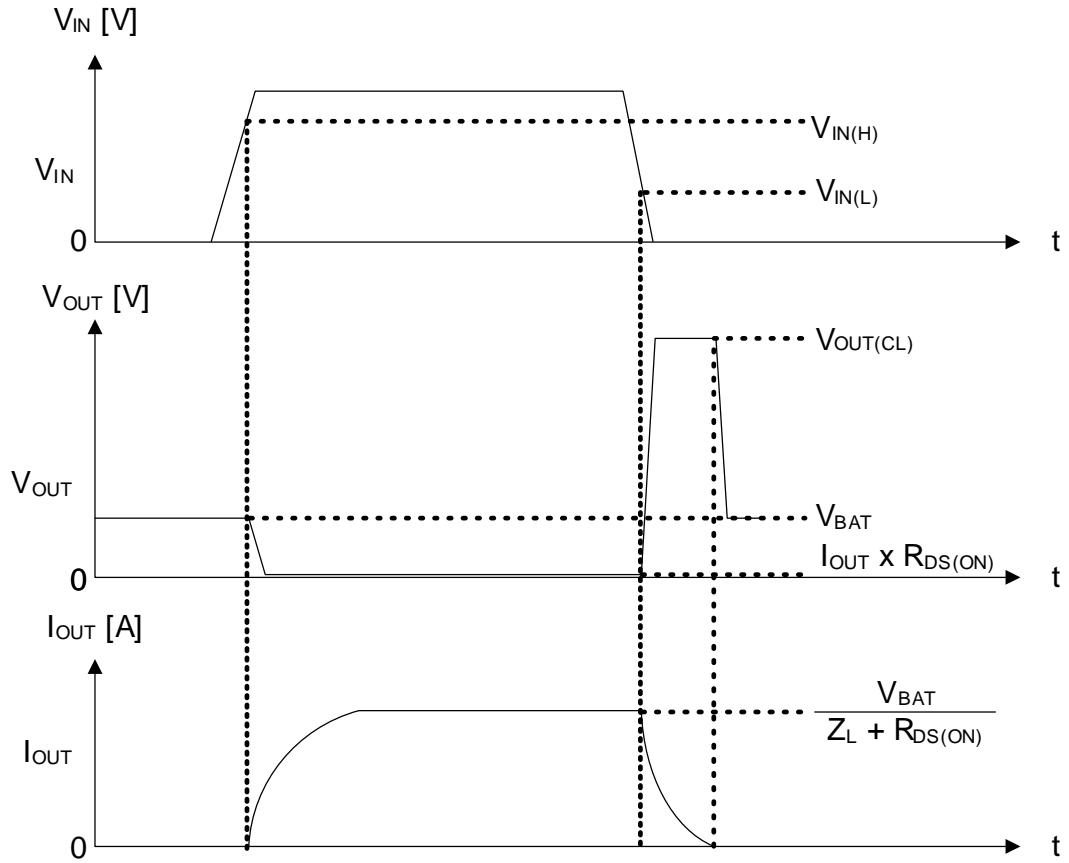 VIN [V]
VIN(H)
VIN
VIN(L)
0
t
VOUT [V]
VOUT(CL)
VOUT
VBAT
IOUT x RDS(ON)
0
t
IOUT [A]
VBAT
ZL + RDS(ON)
IOUT
0
t